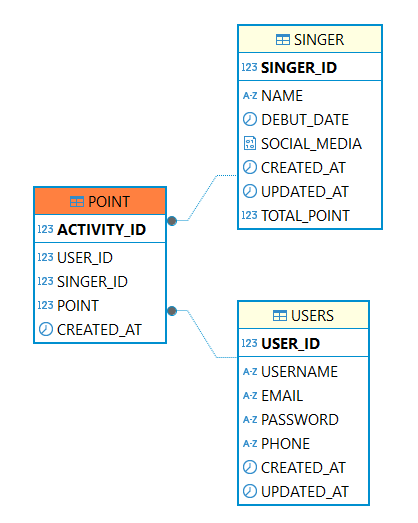 SINGER
123 SINGER_ID
A-Z NAME
DEBUT_DATE
SOCIAL_MEDIA
CREATED_AT
UPDATED_AT
123 TOTAL_POINT
POINT
123 ACTIVITY_ID
123 USER_ID
123 SINGER_ID
123 POINT
CREATED_AT
USERS
123 USER_ID
A-Z USERNAME
A-Z EMAIL
A-Z PASSWORD
A-Z PHONE
CREATED_AT
UPDATED_AT